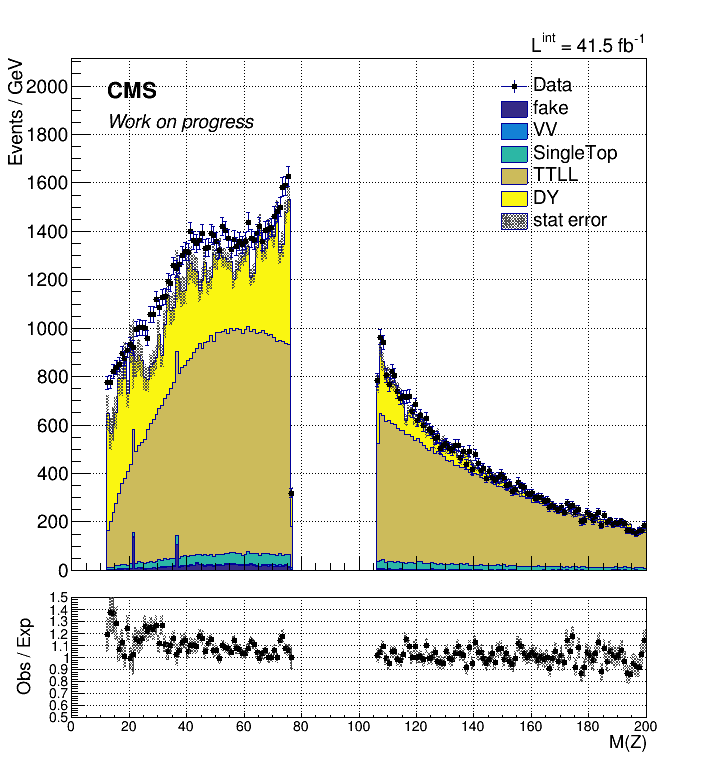 L^int = 41.5 fb^-1
Events / GeV
2000
1800
1600
1400
1200
1000
800
600
400
200
0
CMS
Work on progress
Data
fake
VV
SingleTop
TTLL
DY
stat error
Obs / Exp
1.5
1.4
1.3
1.2
1.1
1
0.9
0.8
0.7
0.6
0.5
0 20 40 60 80 100 120 140 160 180 200
M(Z)